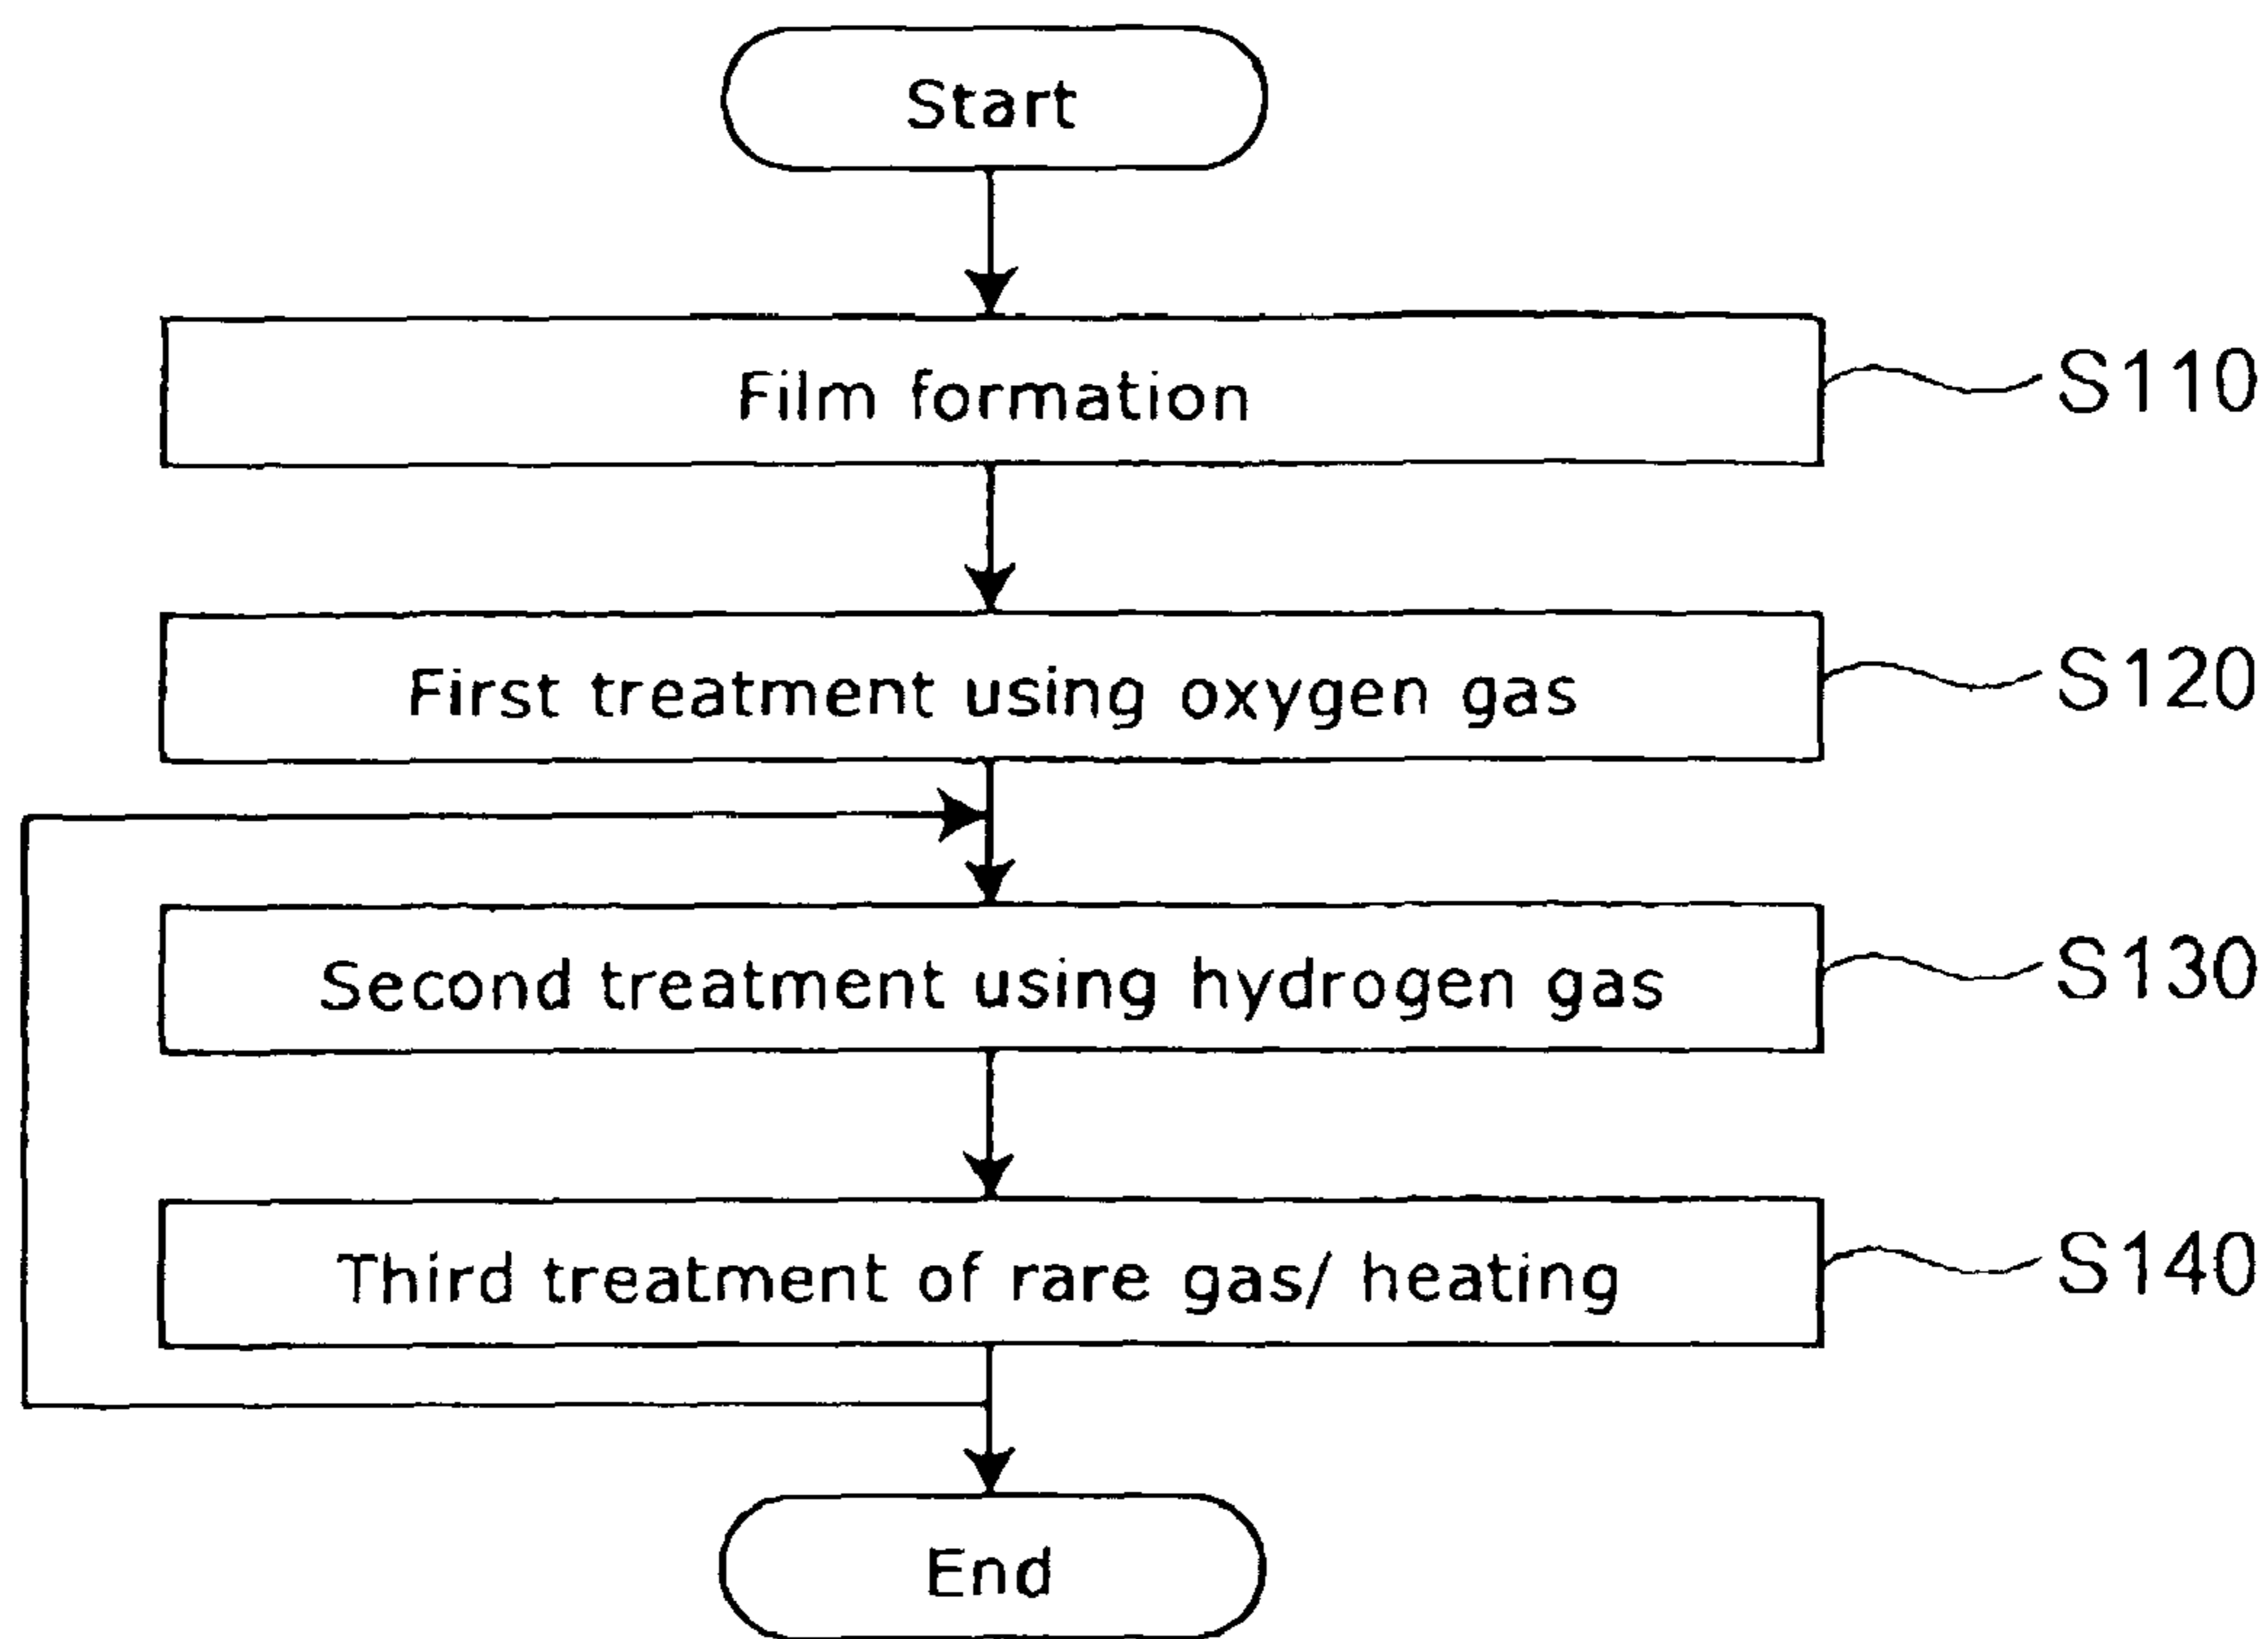 Start
Film formation
S110
First treatment using oxygen gas
S120
Second treatment using hydrogen gas
S130
Third treatment of rare gas/ heating
S140
End